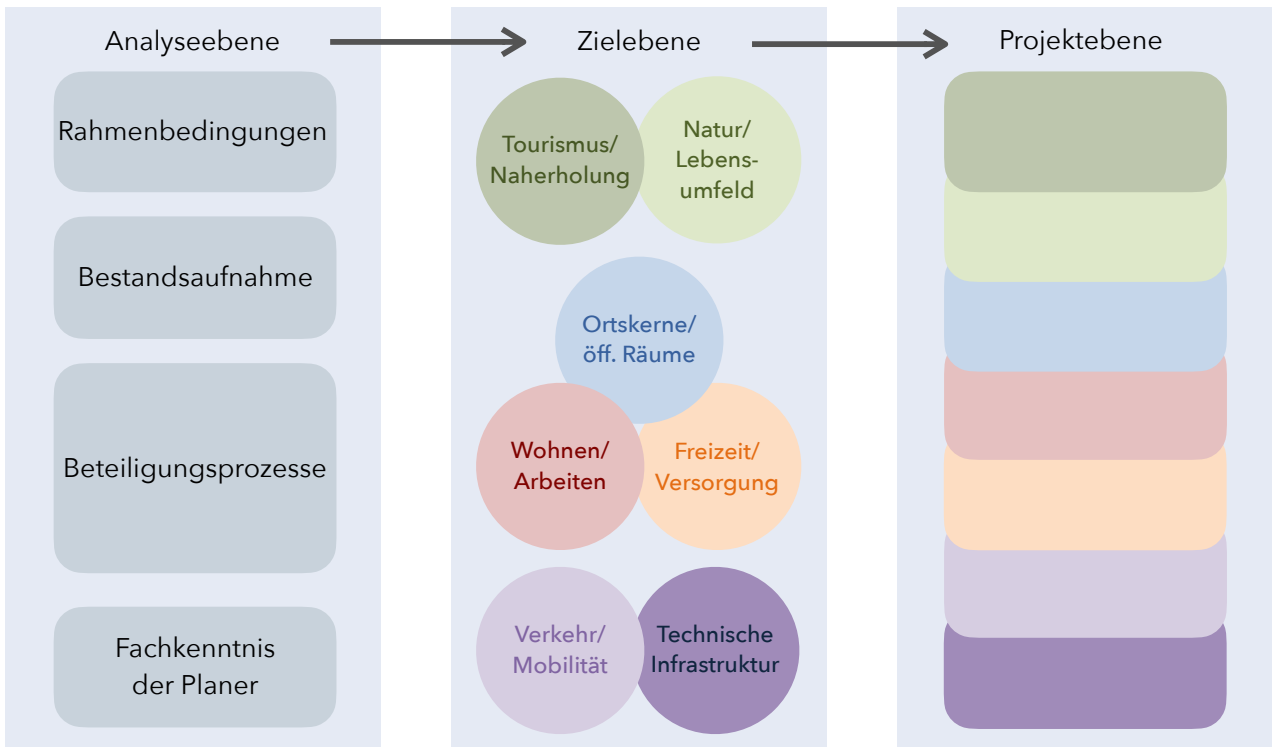 Analyseebene
Rahmenbedingungen
Bestandsaufnahme
Beteiligungsprozesse
Fachkenntnis
der Planer
Zielebene
Tourismus/
Naherholung
Natur/
Lebens-
umfeld
Ortskerne/
öff. Räume
Wohnen/
Arbeiten
Freizeit/
Versorgung
Verkehr/
Mobilität
Technische
Infrastruktur
Projektebene